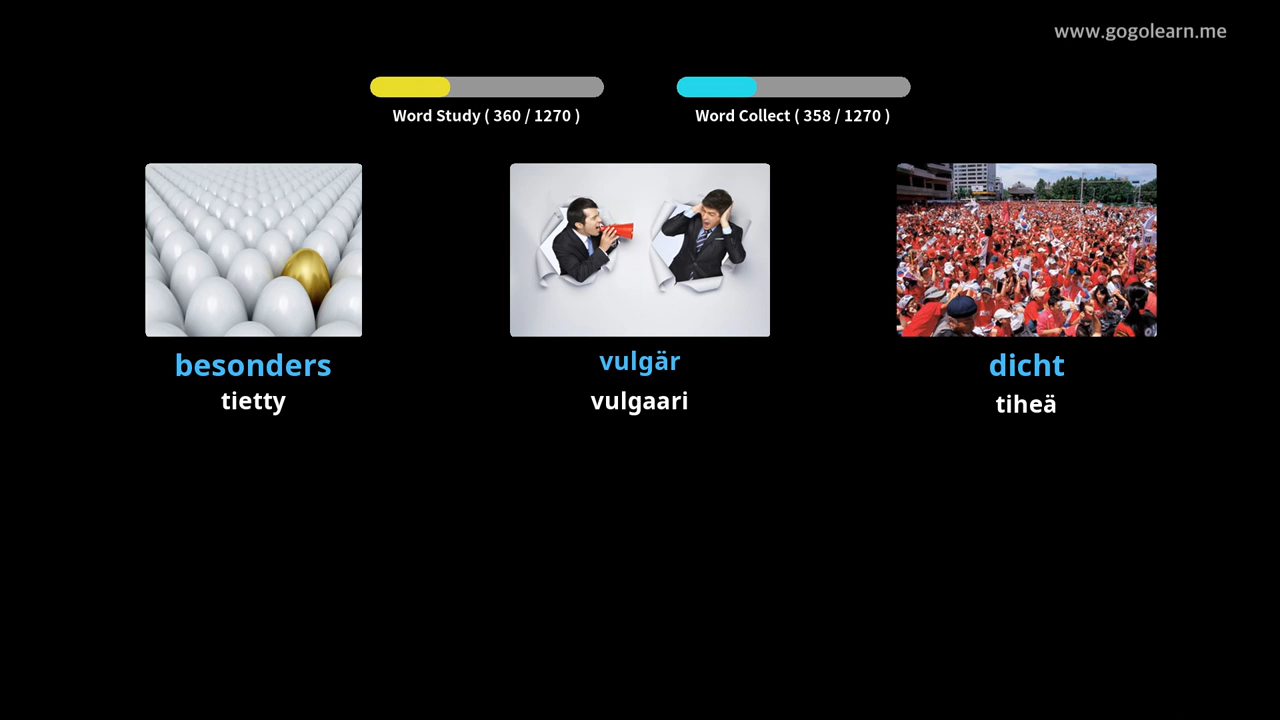 www.gogolearn.me
Word Study ( 360 / 1270 )
Word Collect ( 358 / 1270 )
besonders
tietty
vulgär
vulgaari
dicht
tiheä